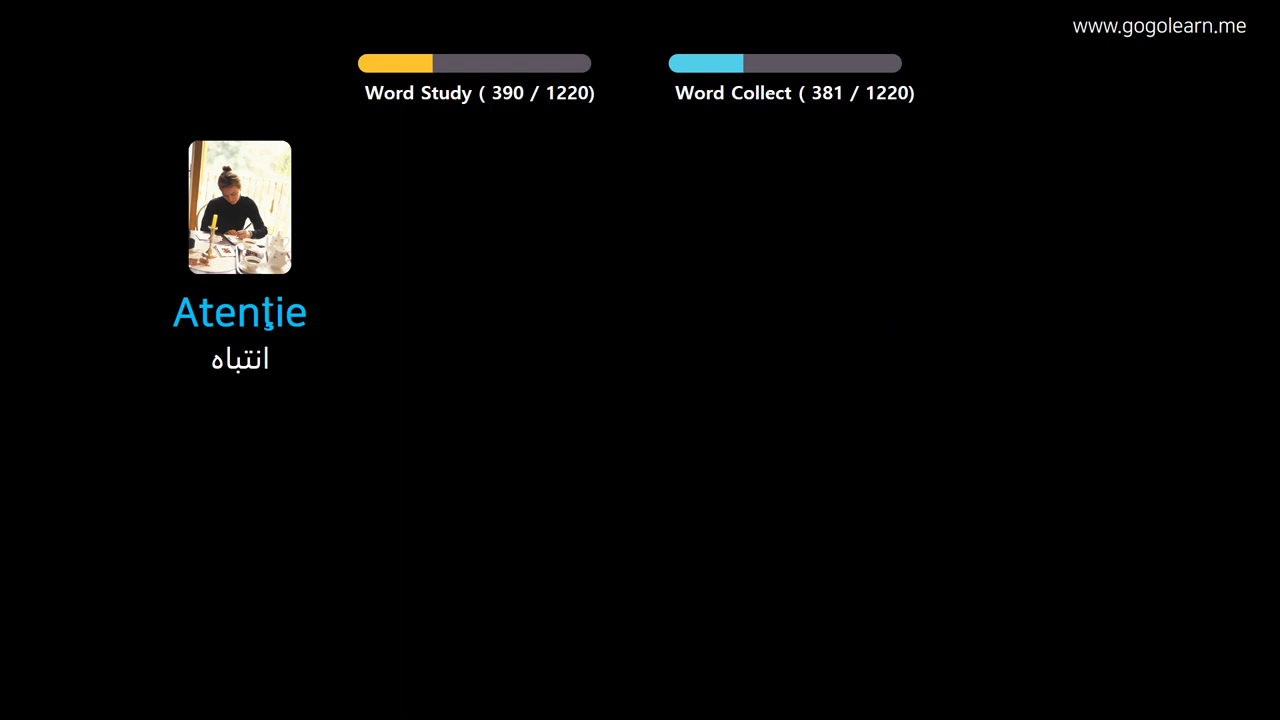 www.gogolearn.me
Word Study ( 390 / 1220)
Word Collect ( 381 / 1220)
Atenţie
انتباه